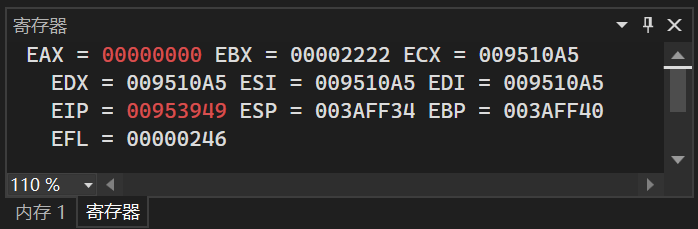 寄存器
EAX = 00000000 EBX = 00002222 ECX = 009510A5
EDX = 009510A5 ESI = 009510A5 EDI = 009510A5
EIP = 00953949 ESP = 003AFF34 EBP = 003AFF40
EFL = 00000246
110 %
内存 1 寄存器